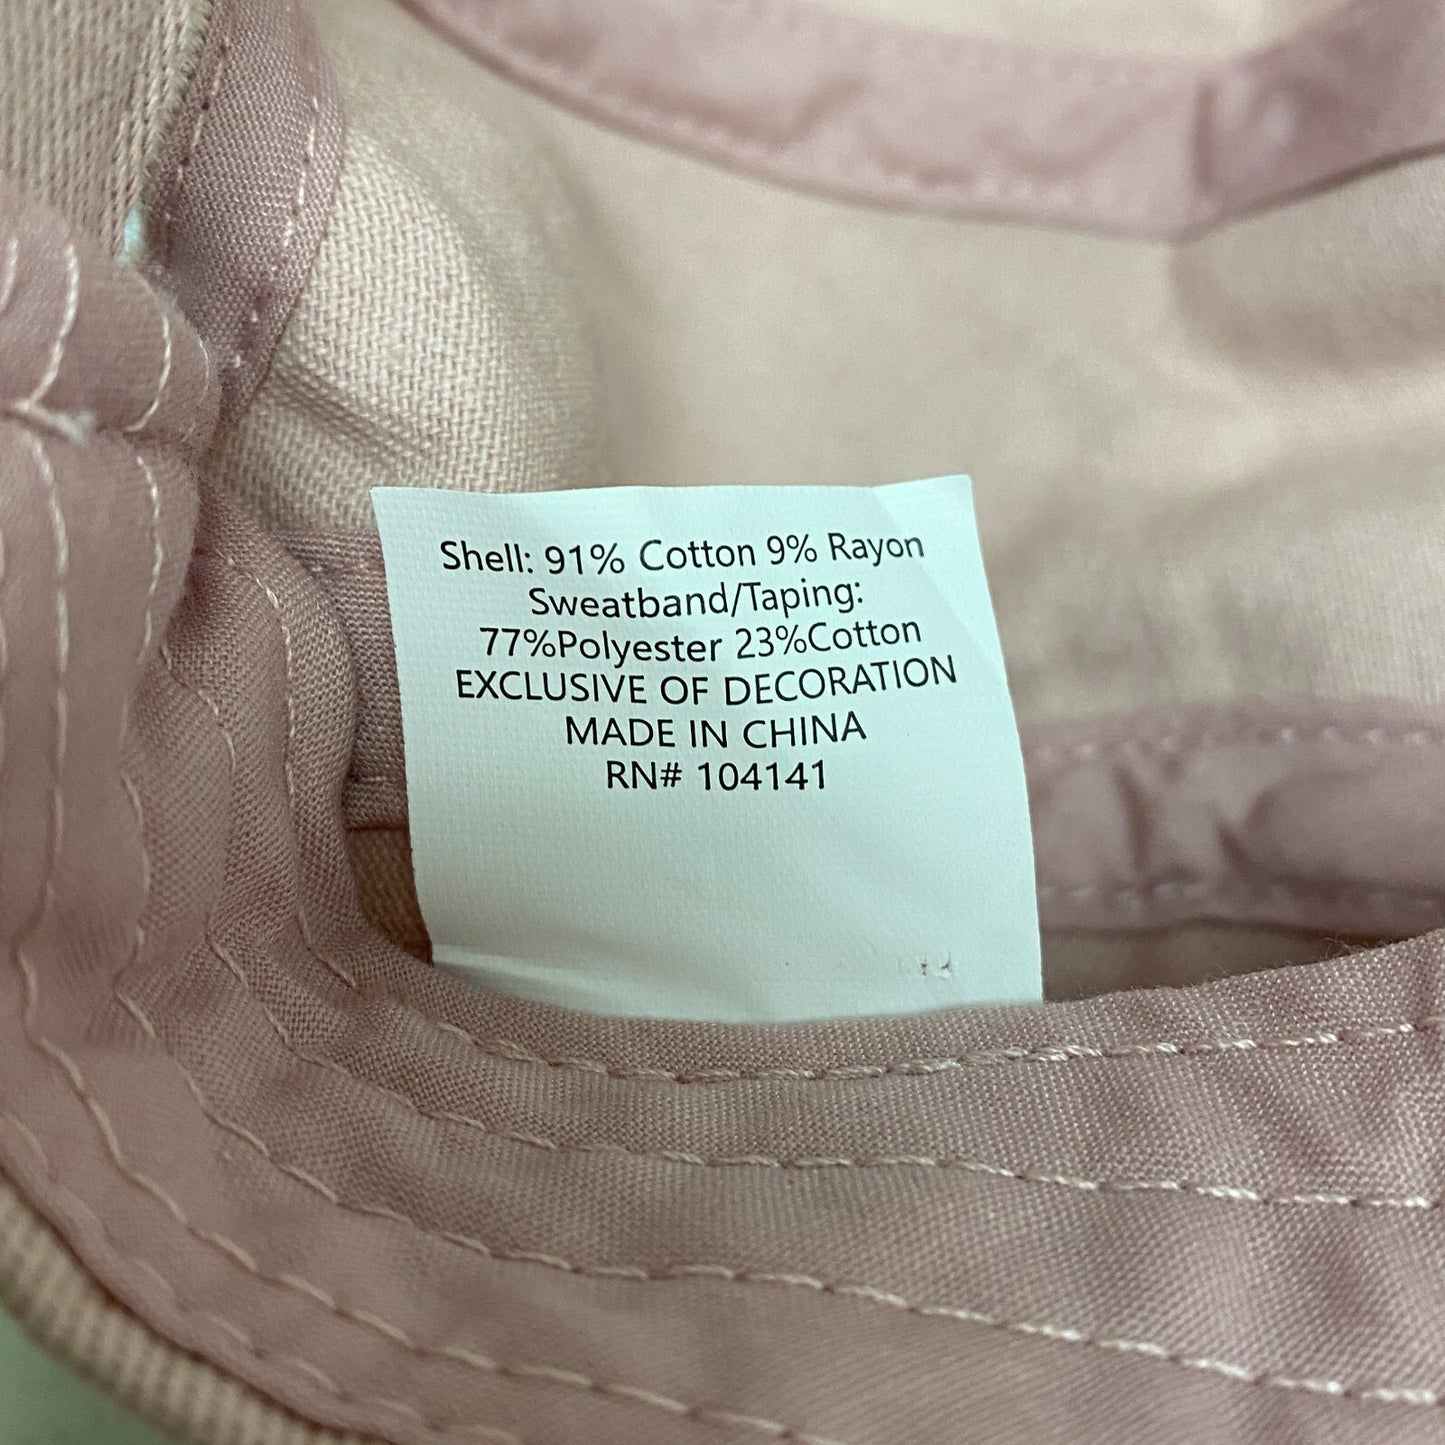 Shell: 91% Cotton 9% Rayon
Sweatband/Taping:
77%Polyester 23%Cotton
EXCLUSIVE OF DECORATION
MADE IN CHINA
RN# 104141